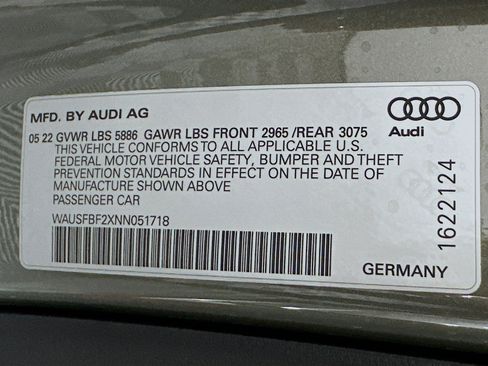 MFD. BY AUDI AG
05 22 GVWR LBS 5886 GAWR LBS FRONT 2965 /REAR 3075
THIS VEHICLE CONFORMS TO ALL APPLICABLE U.S.
FEDERAL MOTOR VEHICLE SAFETY, BUMPER AND THEFT
PREVENTION STANDARDS IN EFFECT ON THE DATE OF
MANUFACTURE SHOWN ABOVE
PASSENGER CAR
WAUSFBF2XNN051718
Audi
1622124
GERMANY